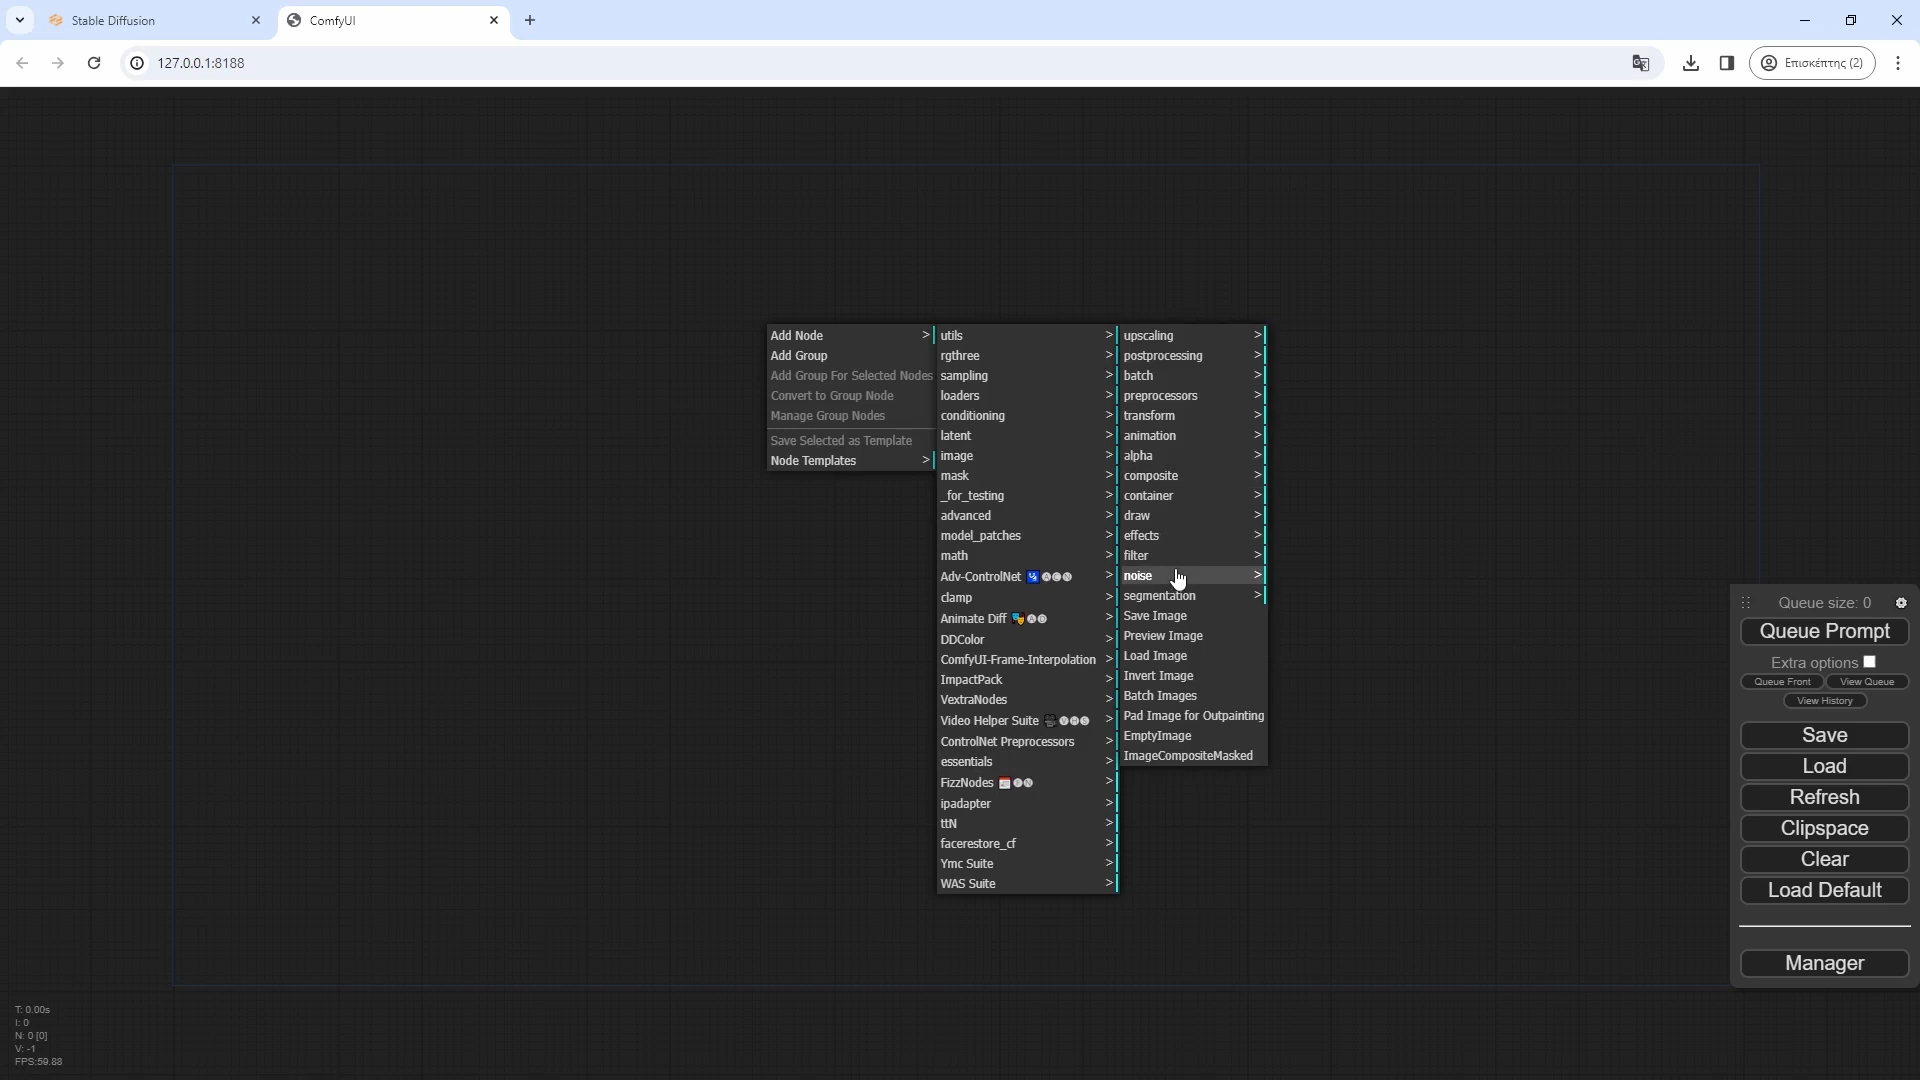 Stable Diffusion
ComfyUI
127.0.0.1:8188
Επισκέπτης (2)
Add Node >
Add Group
Add Group For Selected Nodes
Convert to Group Node
Manage Group Nodes
Save Selected as Template
Node Templates >
utils >
rgthree >
sampling >
loaders >
conditioning >
latent >
image >
mask >
_for_testing >
advanced >
model_patches >
math >
Adv-ControlNet 🛂🅐🅒🅝 >
clamp >
Animate Diff 🎭🅐🅓 >
DDColor >
ComfyUI-Frame-Interpolation >
ImpactPack >
VextraNodes >
Video Helper Suite 🎥🅥🅗🅢 >
ControlNet Preprocessors >
essentials >
FizzNodes 📅🅕🅝 >
ipadapter >
ttN >
facerestore_cf >
Ymc Suite >
WAS Suite >
upscaling >
postprocessing >
batch >
preprocessors >
transform >
animation >
alpha >
composite >
container >
draw >
effects >
filter >
noise >
segmentation >
Save Image
Preview Image
Load Image
Invert Image
Batch Images
Pad Image for Outpainting
EmptyImage
ImageCompositeMasked
Queue size: 0
Queue Prompt
Extra options
Queue Front View Queue
View History
Save
Load
Refresh
Clipspace
Clear
Load Default
Manager
T: 0.00s
I: 0
N: 0 [0]
V: -1
FPS:59.88